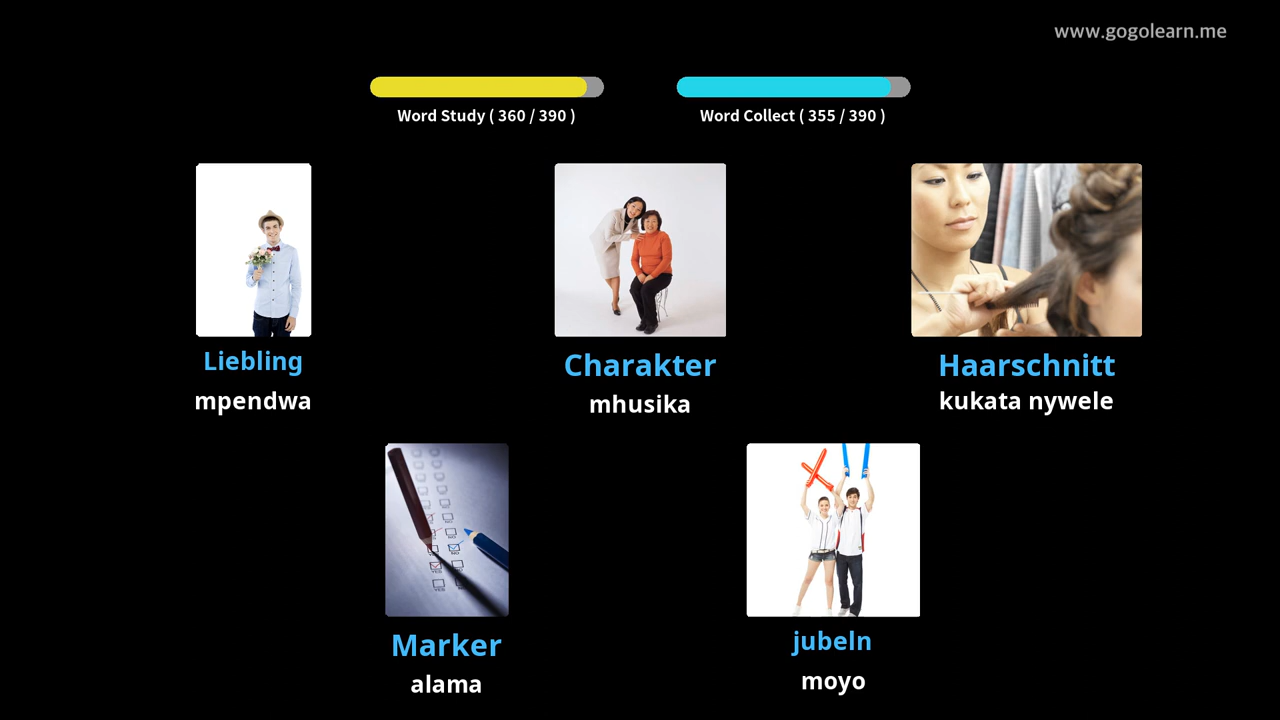 www.gogolearn.me
Word Study ( 360 / 390 )
Word Collect ( 355 / 390 )
Liebling
mpendwa
Charakter
mhusika
Haarschnitt
kukata nywele
Marker
alama
jubeln
moyo